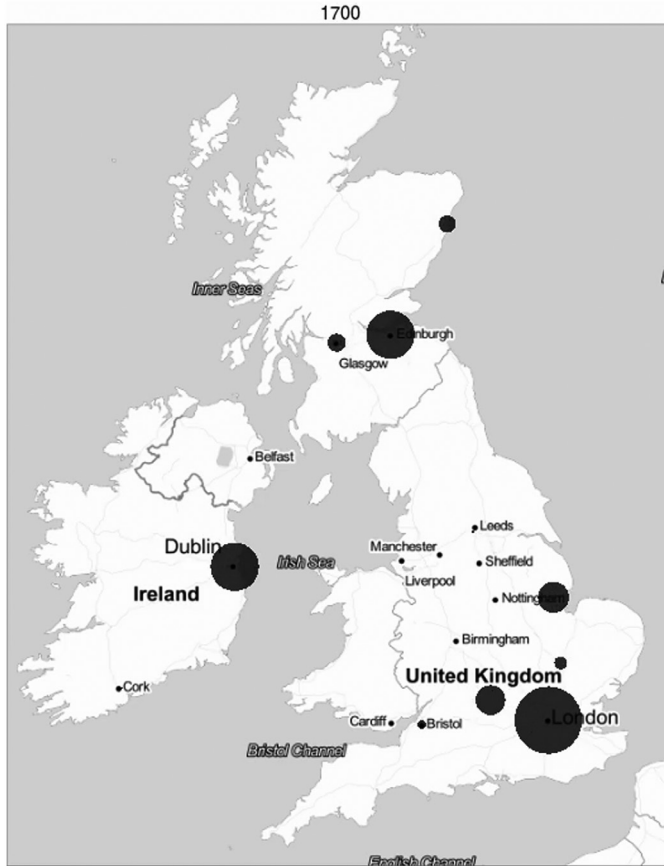 1700
Inner Seas
Edinburgh
Glasgow
Belfast
Leeds
Dublin
Manchester
Irish Sea
Sheffield
Liverpool
Ireland
Nottingham
Birmingham
United Kingdom
Cork
London
Cardiff
Bristol
Bristol Channel
English Channel